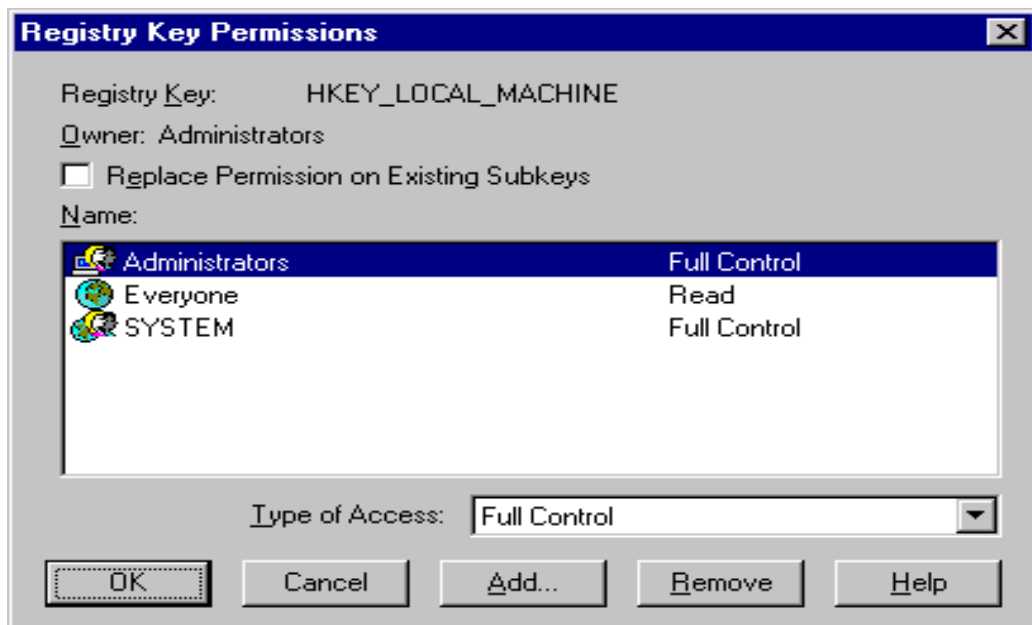 Registry Key Permissions
Registry Key: HKEY_LOCAL_MACHINE
Owner: Administrators
Replace Permission on Existing Subkeys
Name:
Administrators Full Control
Everyone Read
SYSTEM Full Control
Type of Access: Full Control
OK Cancel Add... Remove Help